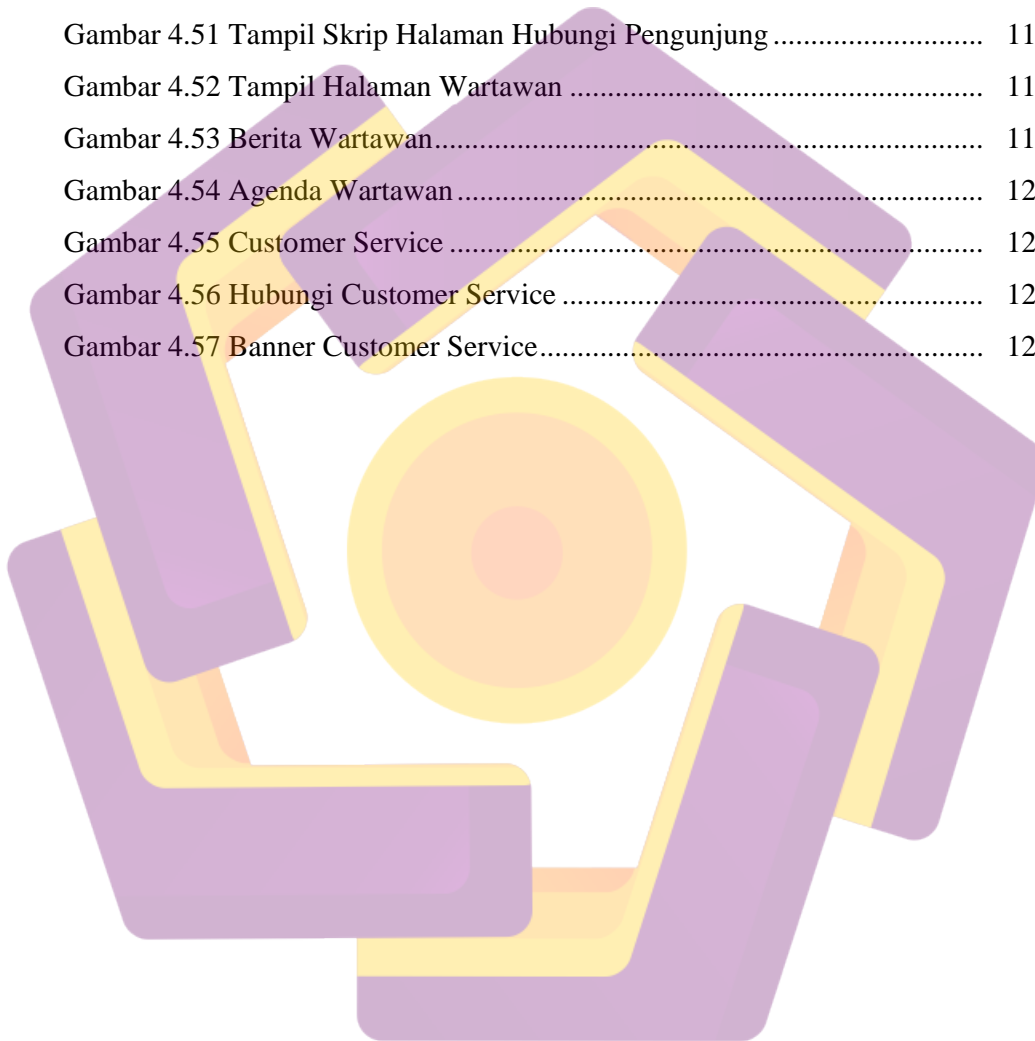 Gambar 4.51 Tampil Skrip Halaman Hubungi Pengunjung ......................... 11
Gambar 4.52 Tampil Halaman Wartawan ................................................... 11
Gambar 4.53 Berita Wartawan..................................................................... 11
Gambar 4.54 Agenda Wartawan .................................................................. 12
Gambar 4.55 Customer Service ................................................................... 12
Gambar 4.56 Hubungi Customer Service .................................................... 12
Gambar 4.57 Banner Customer Service....................................................... 12